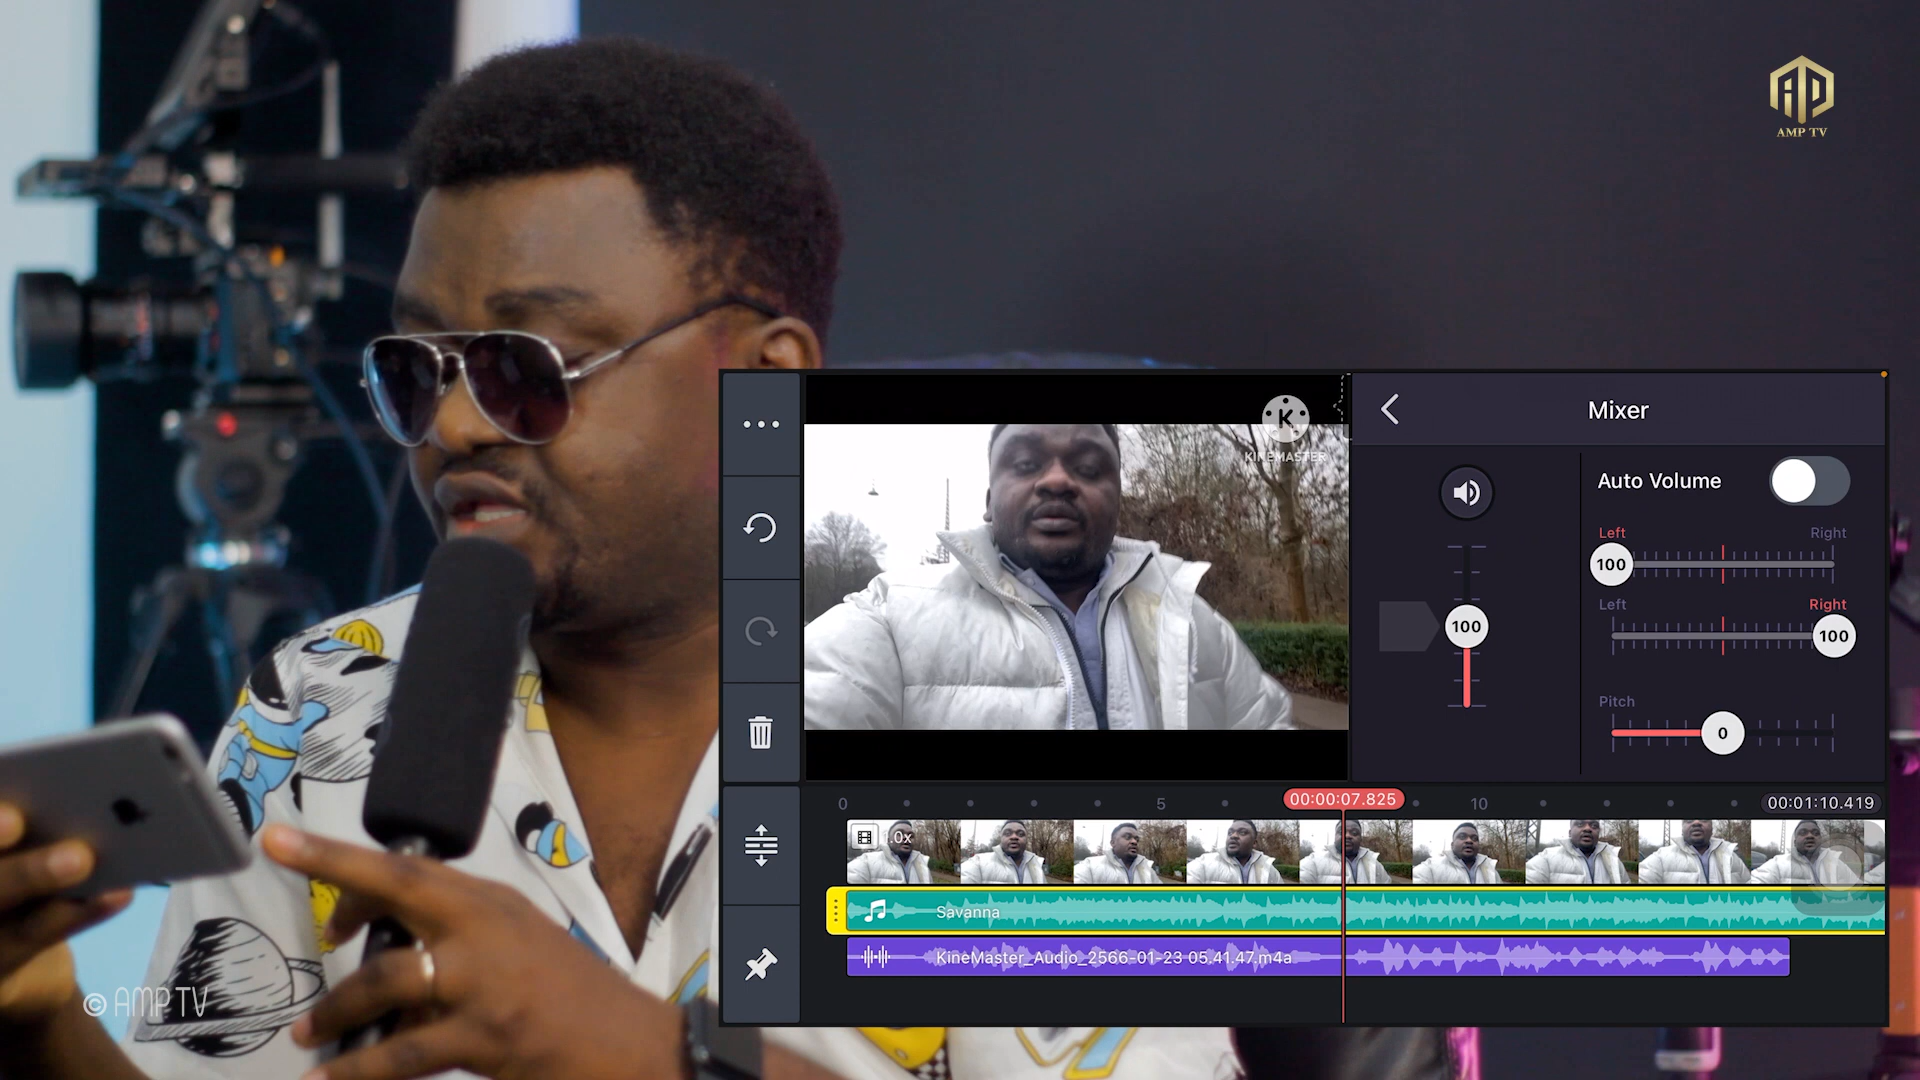 AMP TV
Mixer
K
KINEMASTER
Auto Volume
Left Right
100
Left Right
100
100
Pitch
0
0 5 00:00:07.825 10 00:01:10.419
.0x
Savanna
KineMaster_Audio_2566-01-23 05.41.47.m4a
© AMP TV